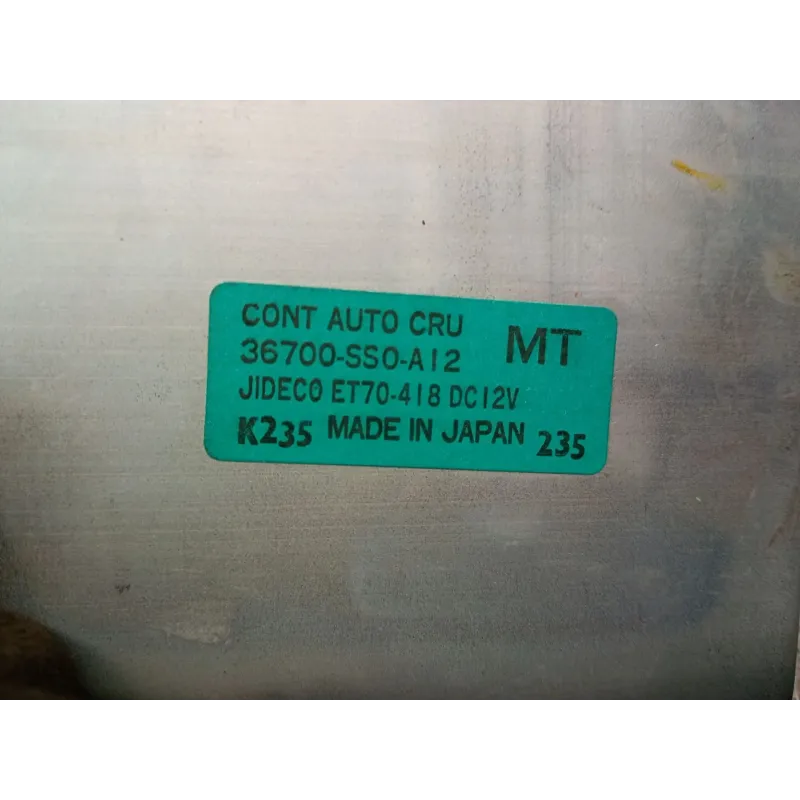 CONT AUTO CRU MT
36700-SS0-A12
JIDECO ET70-418 DC12V
K235 MADE IN JAPAN 235